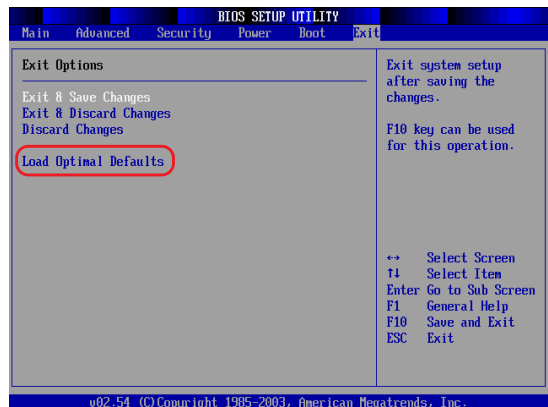 BIOS SETUP UTILITY
Main Advanced Security Power Boot Exit
Exit Options
Exit & Save Changes
Exit & Discard Changes
Discard Changes
Load Optimal Defaults
Exit system setup
after saving the
changes.
F10 key can be used
for this operation.
↔ Select Screen
↑↓ Select Item
Enter Go to Sub Screen
F1 General Help
F10 Save and Exit
ESC Exit
v02.54 (C)Copyright 1985-2003, American Megatrends, Inc.